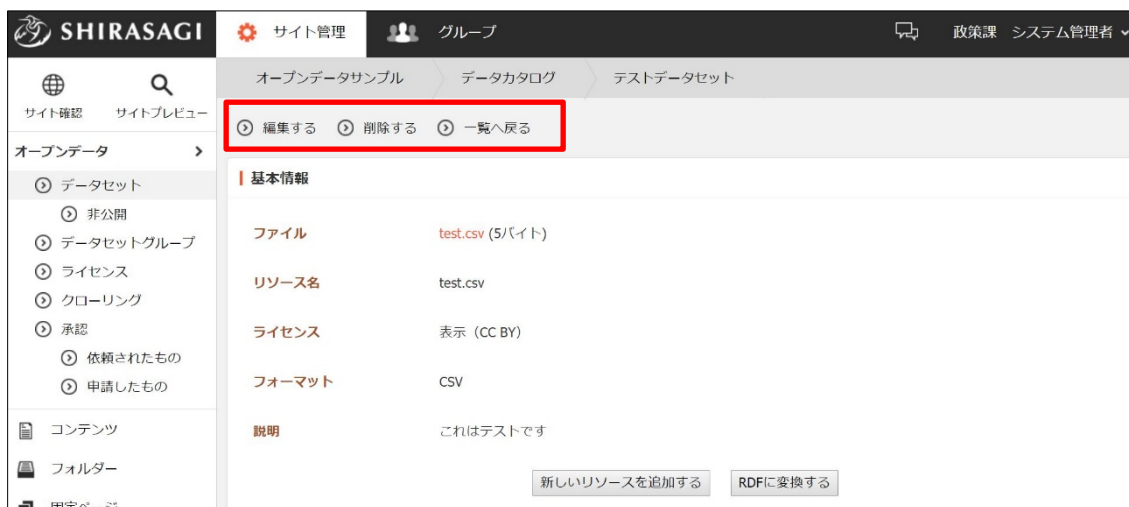 SHIRASAGI
サイト管理
グループ
政策課 システム管理者
サイト確認 サイトプレビュー
オープンデータサンプル データカタログ テストデータセット
編集する 削除する 一覧へ戻る
オープンデータ
データセット
非公開
データセットグループ
ライセンス
クローリング
承認
依頼されたもの
申請したもの
コンテンツ
フォルダー
基本情報
ファイル test.csv (5バイト)
リソース名 test.csv
ライセンス 表示（CC BY）
フォーマット CSV
説明 これはテストです
新しいリソースを追加する RDFに変換する